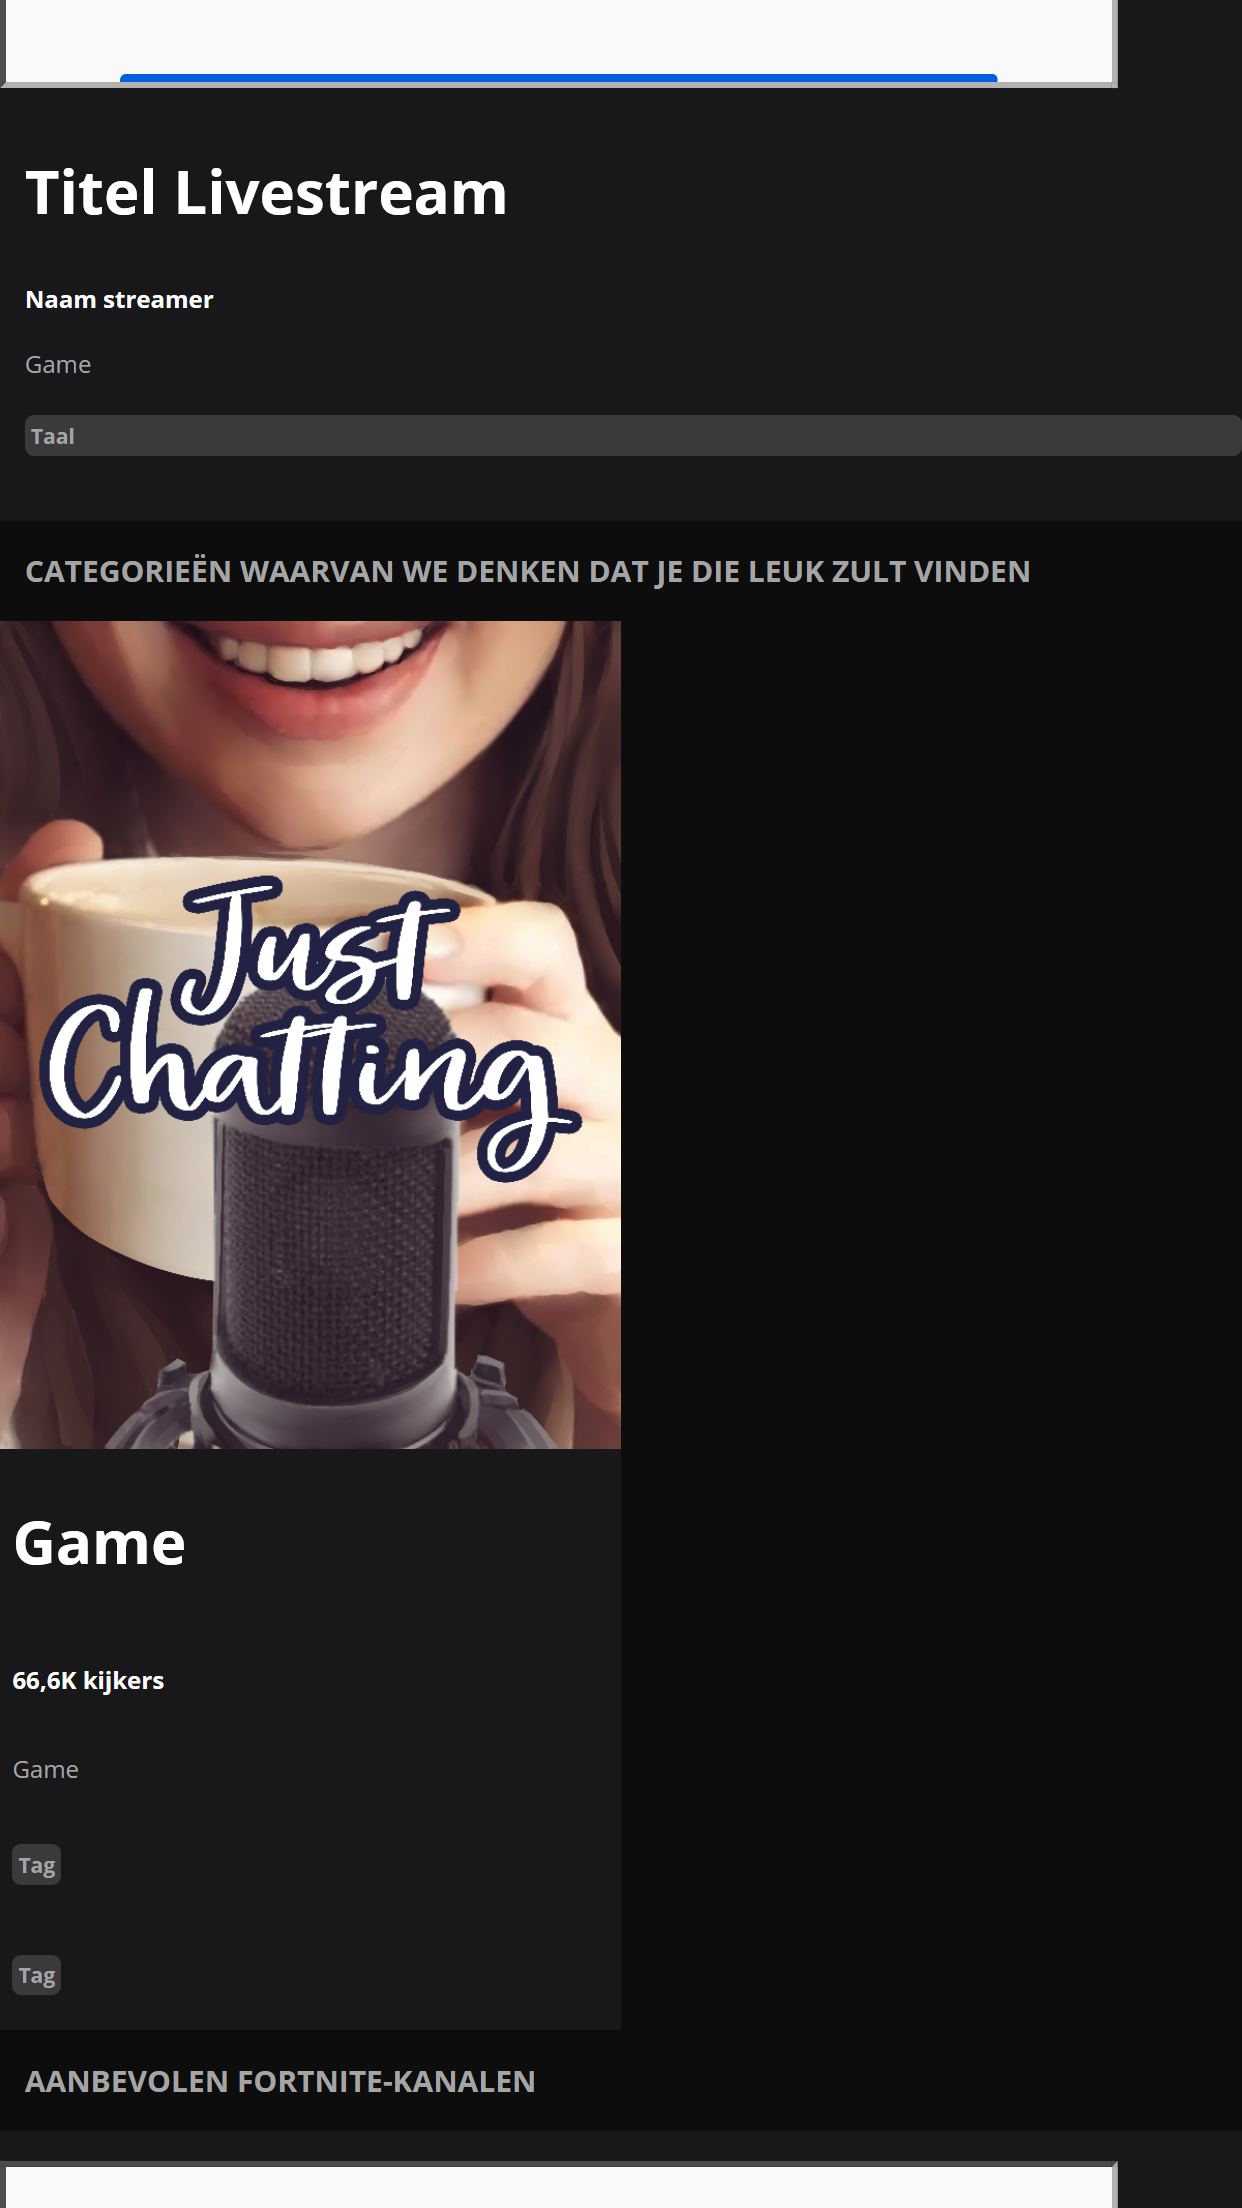 Titel Livestream
Naam streamer
Game
Taal
CATEGORIEËN WAARVAN WE DENKEN DAT JE DIE LEUK ZULT VINDEN
Just
Chatting
Game
66,6K kijkers
Game
Tag
Tag
AANBEVOLEN FORTNITE-KANALEN